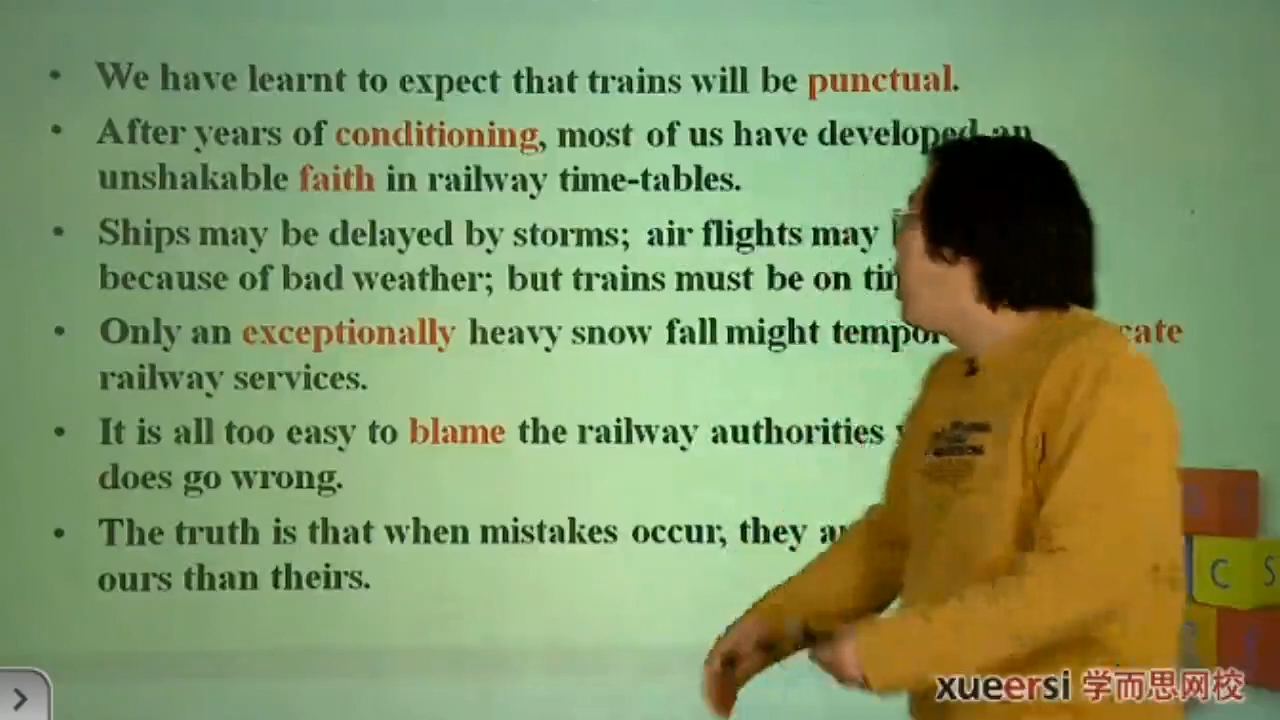 • We have learnt to expect that trains will be punctual.
• After years of conditioning, most of us have developed an
unshakable faith in railway time-tables.
• Ships may be delayed by storms; air flights may
because of bad weather; but trains must be on
• Only an exceptionally heavy snow fall might
railway services.
• It is all too easy to blame the railway authorities
does go wrong.
• The truth is that when mistakes occur, they
ours than theirs.
C S
xueersi 学而思网校